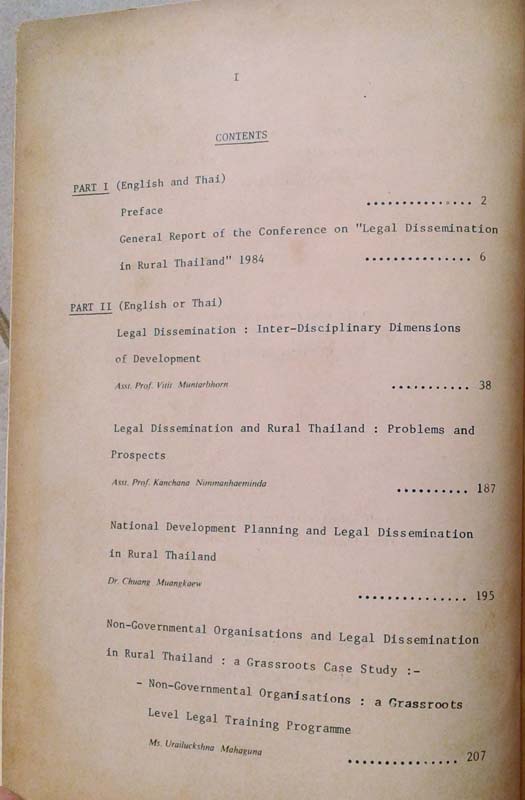 I
CONTENTS
PART I (English and Thai)
Preface ............... 2
General Report of the Conference on "Legal Dissemination
in Rural Thailand" 1984 ............... 6
PART II (English or Thai)
Legal Dissemination : Inter-Disciplinary Dimensions
of Development
Asst. Prof. Vitit Muntarbhorn ........... 38
Legal Dissemination and Rural Thailand : Problems and
Prospects
Asst. Prof. Kanchana Nimmanhaeminda .......... 187
National Development Planning and Legal Dissemination
in Rural Thailand
Dr. Chuang Muangkaew ............... 195
Non-Governmental Organisations and Legal Dissemination
in Rural Thailand : a Grassroots Case Study :-
- Non-Governmental Organisations : a Grassroots
Level Legal Training Programme
Ms. Urailuckshna Mahaguna ............... 207